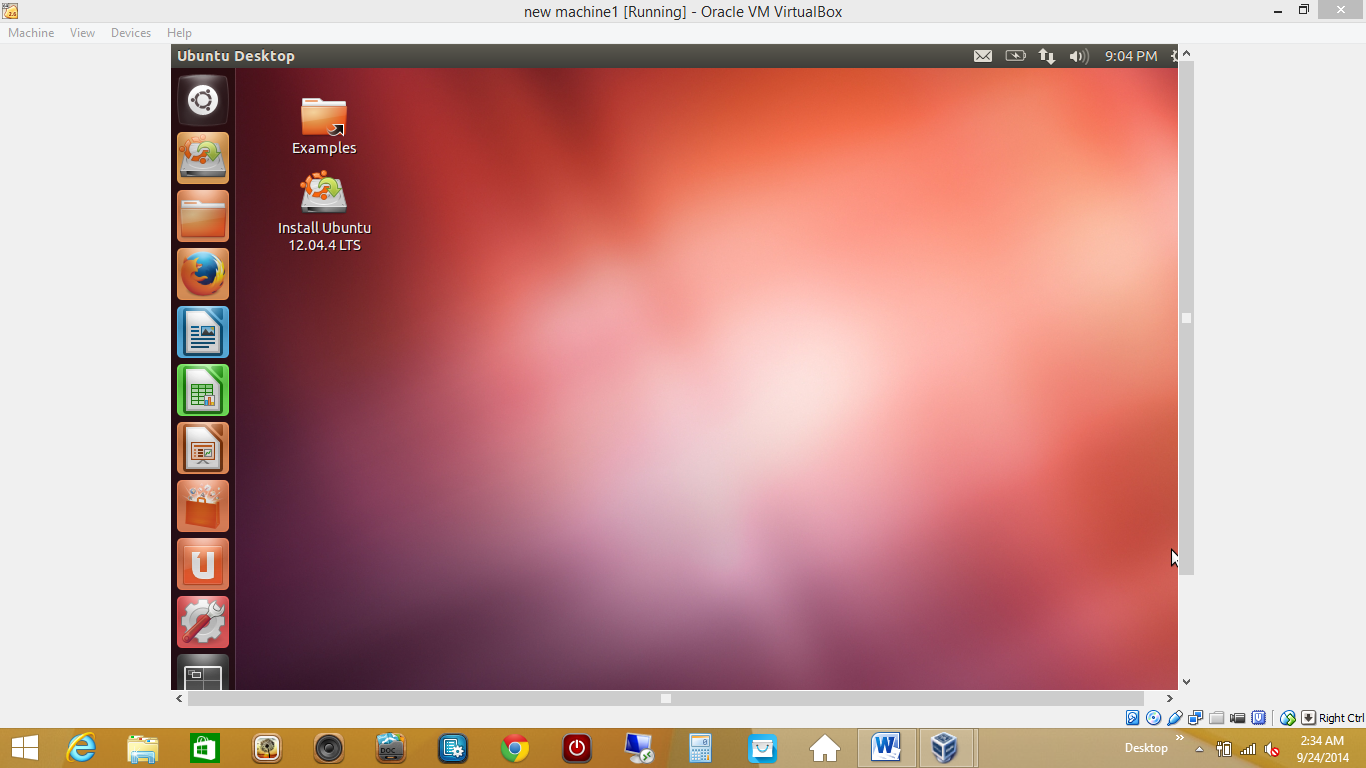 new machine1 [Running] - Oracle VM VirtualBox
Machine View Devices Help
Ubuntu Desktop
9:04 PM
Examples
Install Ubuntu
12.04.4 LTS
U
Right Ctrl
DOC
W
Desktop
2:34 AM
9/24/2014